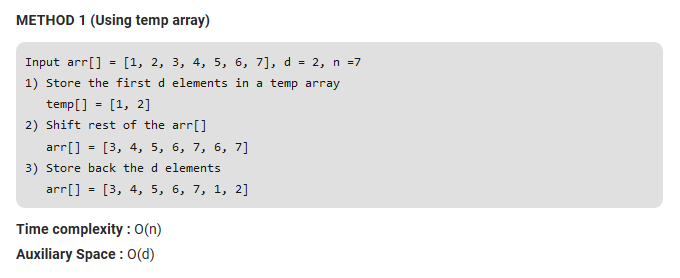 METHOD 1 (Using temp array)
Input arr[] = [1, 2, 3, 4, 5, 6, 7], d = 2, n =7
1) Store the first d elements in a temp array
temp[] = [1, 2]
2) Shift rest of the arr[]
arr[] = [3, 4, 5, 6, 7, 6, 7]
3) Store back the d elements
arr[] = [3, 4, 5, 6, 7, 1, 2]
Time complexity : O(n)
Auxiliary Space : O(d)